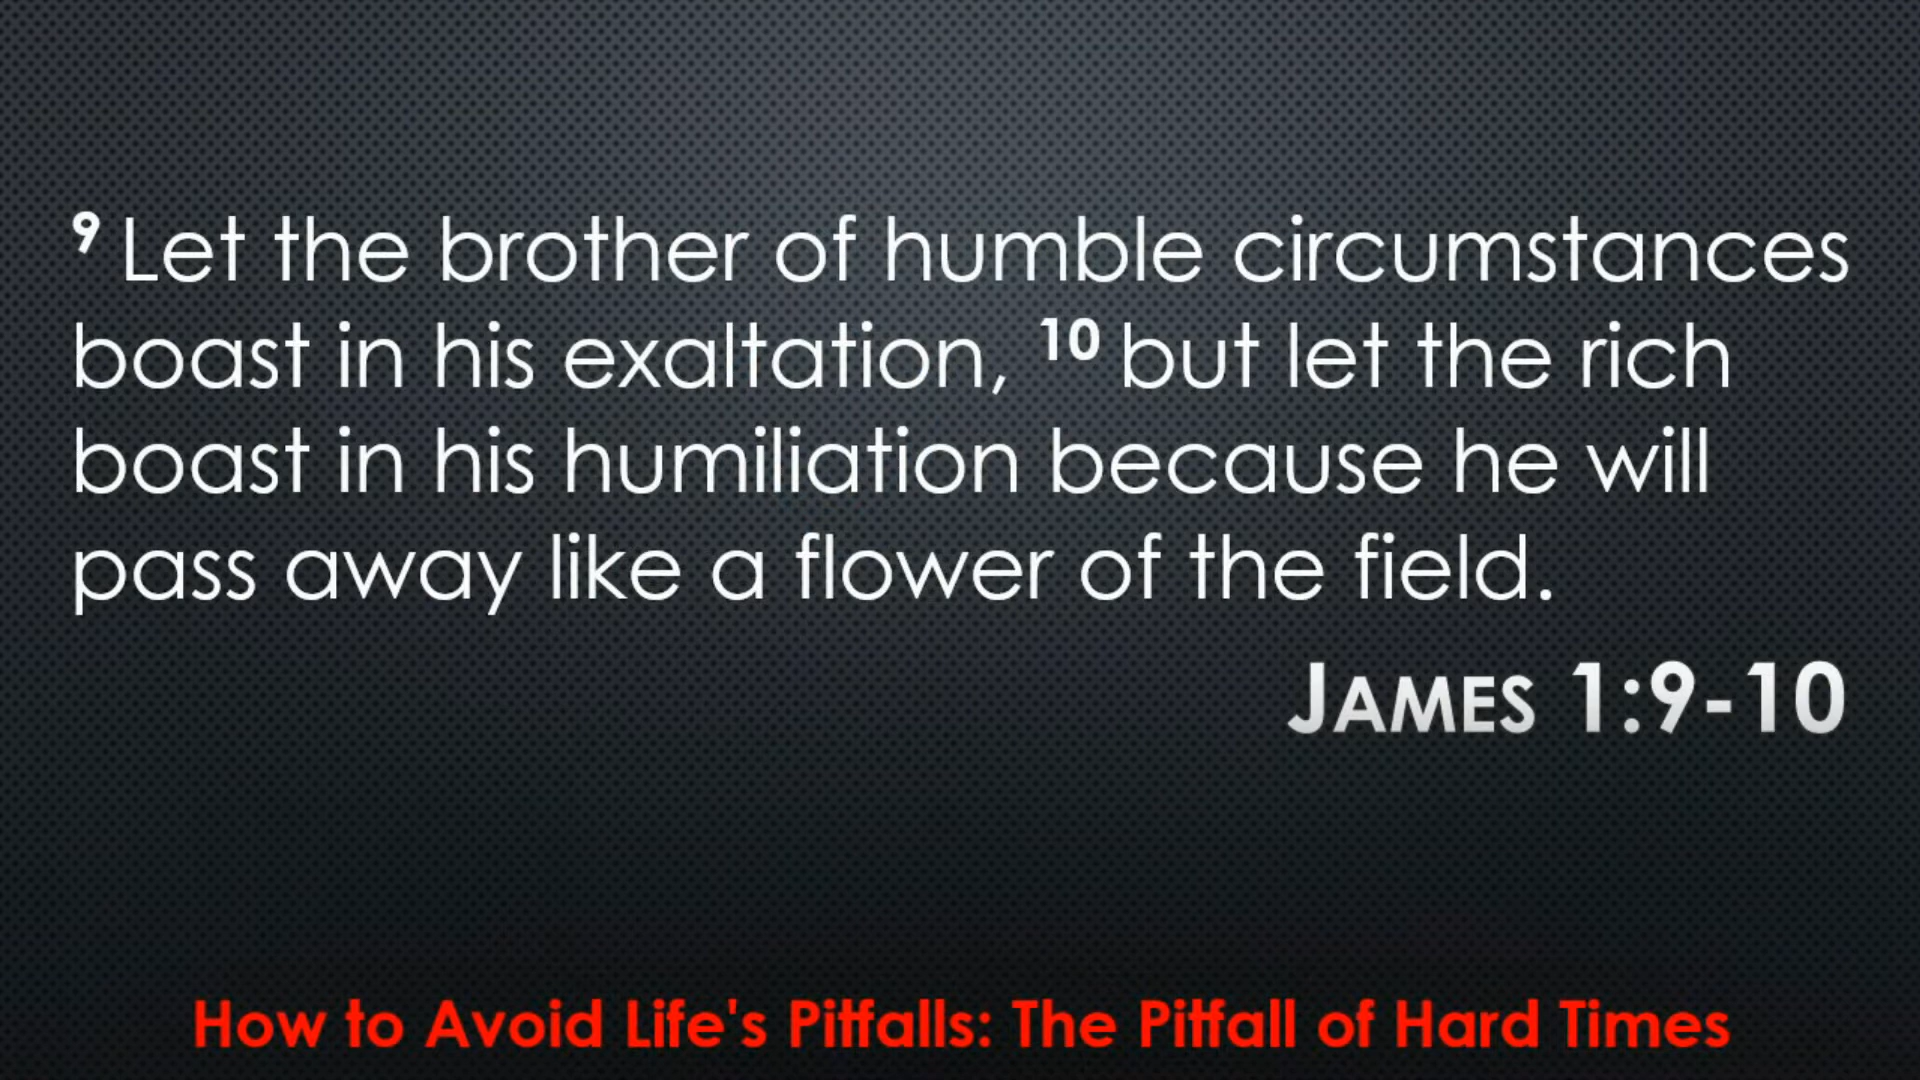 9 Let the brother of humble circumstances
boast in his exaltation, 10 but let the rich
boast in his humiliation because he will
pass away like a flower of the field.
JAMES 1:9-10
How to Avoid Life's Pitfalls: The Pitfall of Hard Times